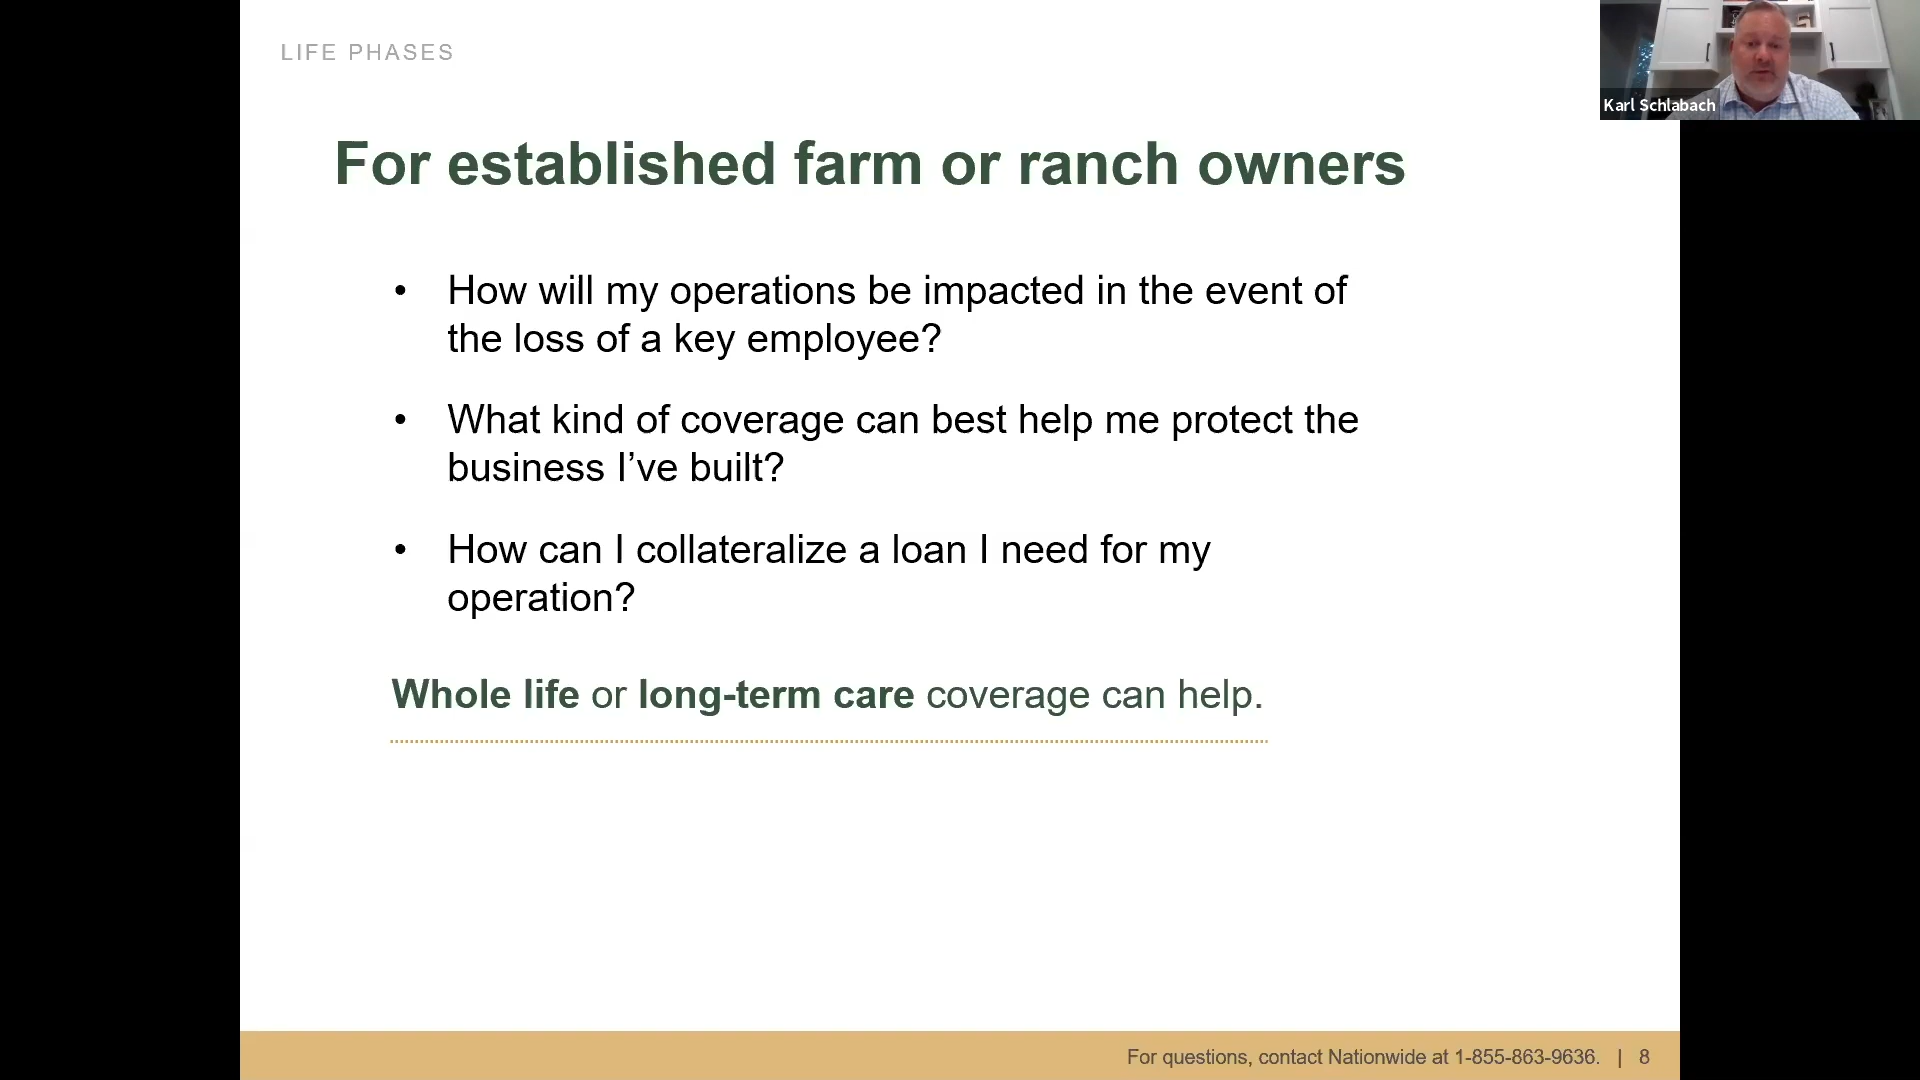 LIFE PHASES
Karl Schlabach
For established farm or ranch owners
• How will my operations be impacted in the event of
the loss of a key employee?
• What kind of coverage can best help me protect the
business I’ve built?
• How can I collateralize a loan I need for my
operation?
Whole life or long-term care coverage can help.
For questions, contact Nationwide at 1-855-863-9636. | 8